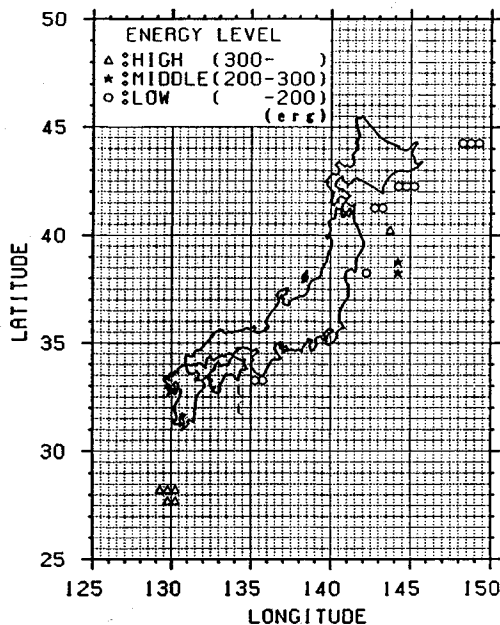 50
ENERGY LEVEL
△:HIGH (300- )
★:MIDDLE(200-300)
○:LOW ( -200)
(erg)
45
40
35
30
25
LATITUDE
125 130 135 140 145 150
LONGITUDE